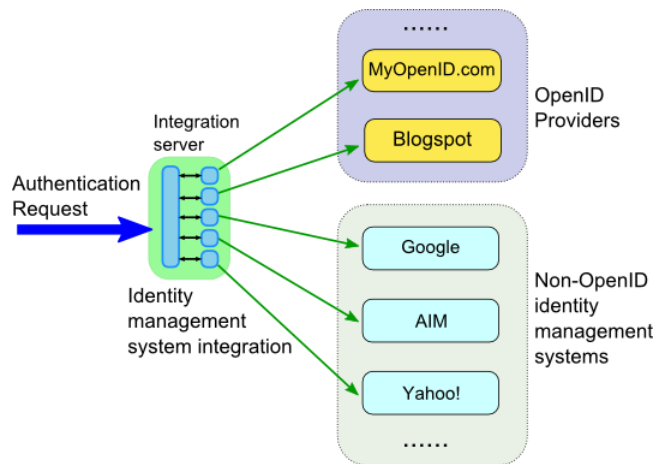 ......
MyOpenID.com
Blogspot
OpenID
Providers
Integration
server
Authentication
Request
Identity
management
system integration
Google
AIM
Yahoo!
......
Non-OpenID
identity
management
systems